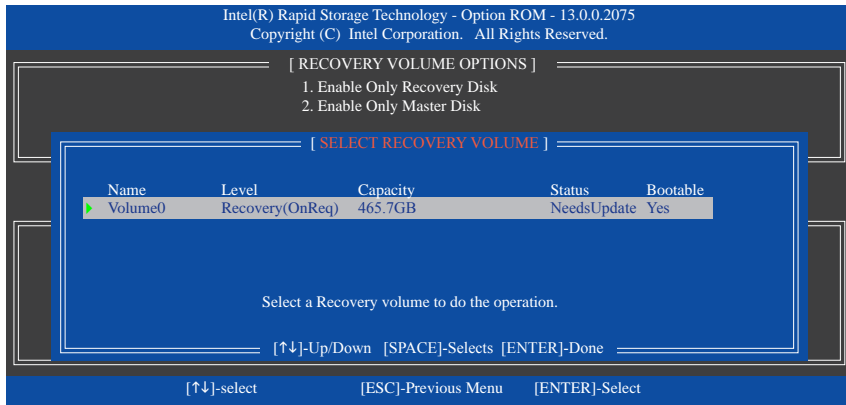 Intel(R) Rapid Storage Technology - Option ROM - 13.0.0.2075
Copyright (C) Intel Corporation. All Rights Reserved.
[ RECOVERY VOLUME OPTIONS ]
1. Enable Only Recovery Disk
2. Enable Only Master Disk
[ SELECT RECOVERY VOLUME ]
Name Level Capacity Status Bootable
Volume0 Recovery(OnReq) 465.7GB NeedsUpdate Yes
Select a Recovery volume to do the operation.
[↑↓]-Up/Down [SPACE]-Selects [ENTER]-Done
[↑↓]-select [ESC]-Previous Menu [ENTER]-Select